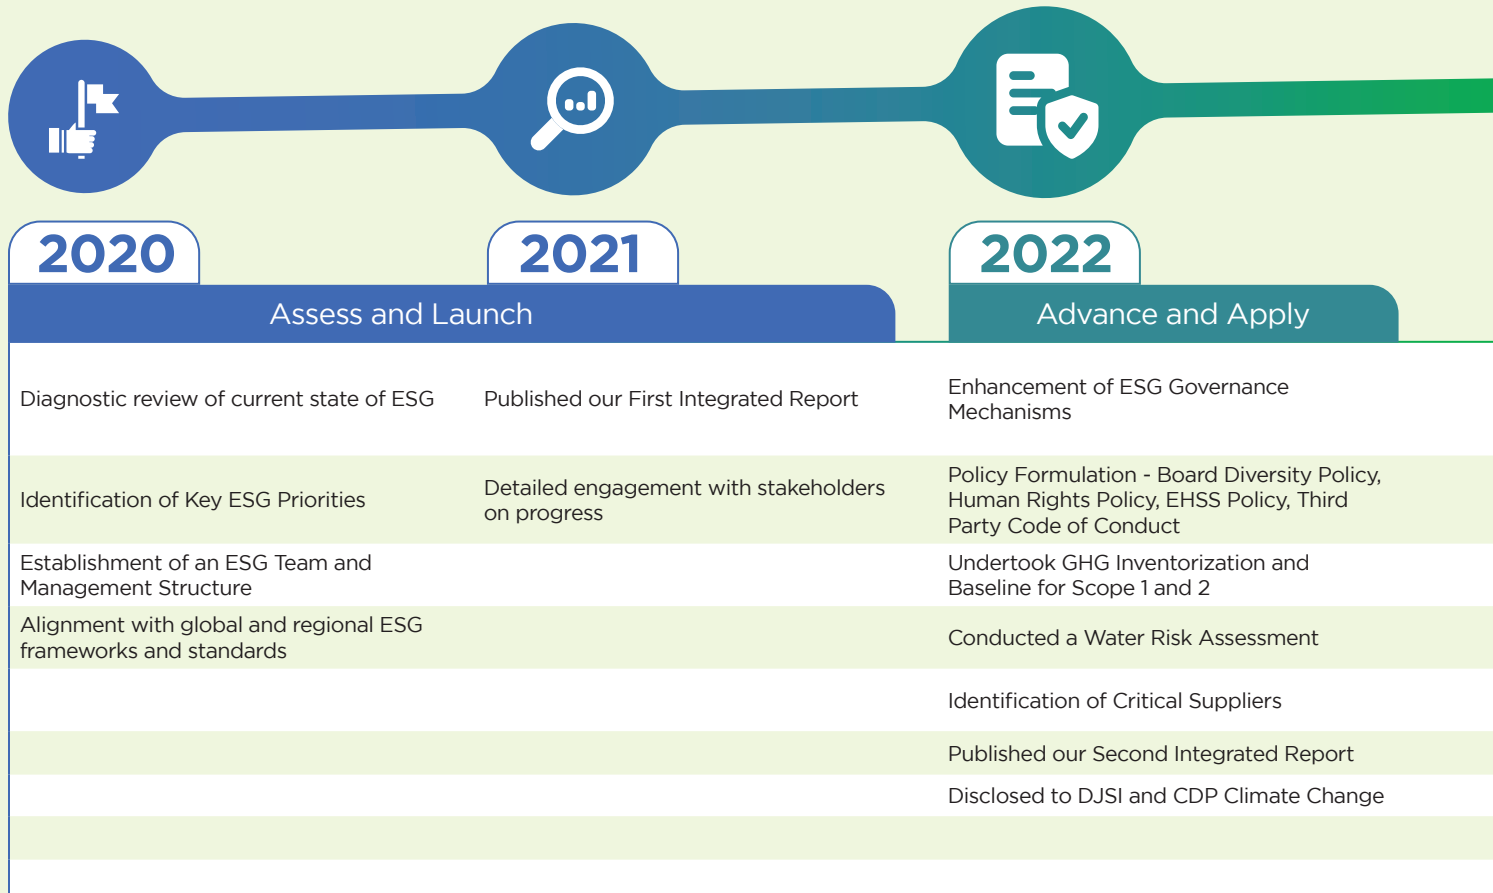 2020
2021
2022
Assess and Launch
Advance and Apply
Diagnostic review of current state of ESG
Published our First Integrated Report
Enhancement of ESG Governance
Mechanisms
Identification of Key ESG Priorities
Detailed engagement with stakeholders
on progress
Policy Formulation - Board Diversity Policy,
Human Rights Policy, EHSS Policy, Third
Party Code of Conduct
Establishment of an ESG Team and
Management Structure
Undertook GHG Inventorization and
Baseline for Scope 1 and 2
Alignment with global and regional ESG
frameworks and standards
Conducted a Water Risk Assessment
Identification of Critical Suppliers
Published our Second Integrated Report
Disclosed to DJSI and CDP Climate Change